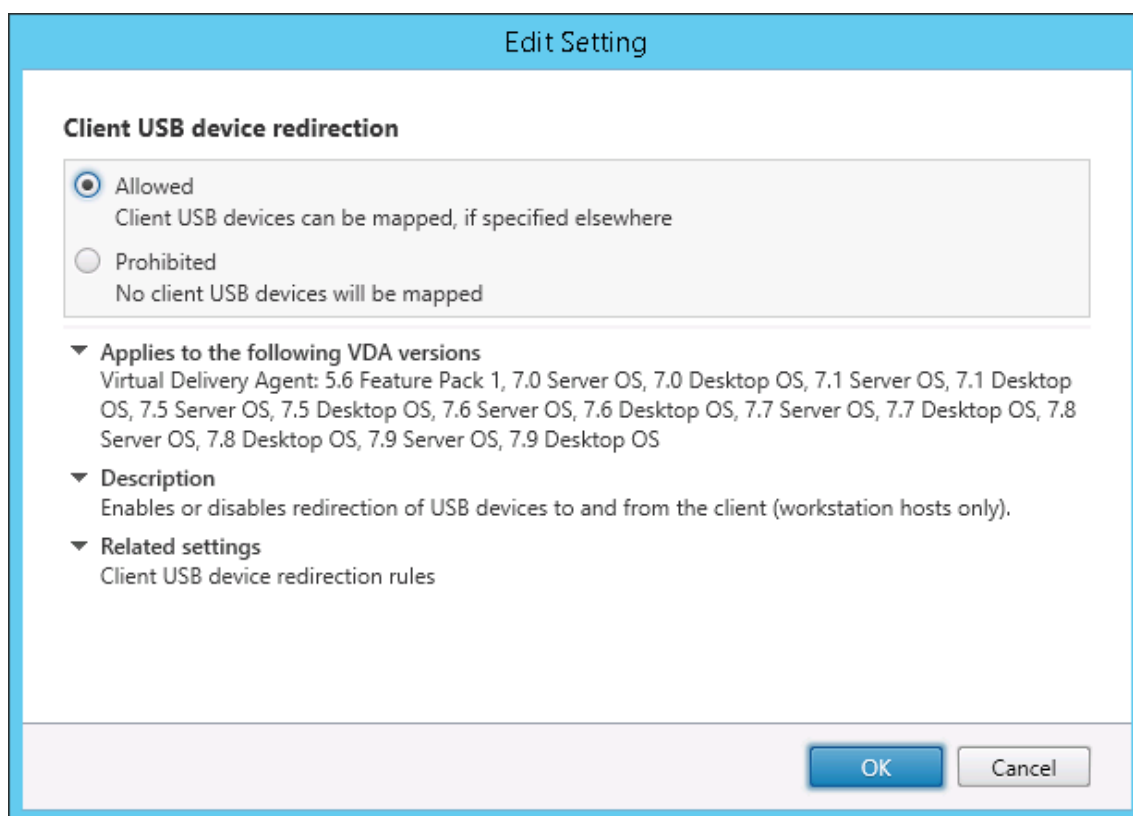 Edit Setting
Client USB device redirection
Allowed
Client USB devices can be mapped, if specified elsewhere
Prohibited
No client USB devices will be mapped
Applies to the following VDA versions
Virtual Delivery Agent: 5.6 Feature Pack 1, 7.0 Server OS, 7.0 Desktop OS, 7.1 Server OS, 7.1 Desktop
OS, 7.5 Server OS, 7.5 Desktop OS, 7.6 Server OS, 7.6 Desktop OS, 7.7 Server OS, 7.7 Desktop OS, 7.8
Server OS, 7.8 Desktop OS, 7.9 Server OS, 7.9 Desktop OS
Description
Enables or disables redirection of USB devices to and from the client (workstation hosts only).
Related settings
Client USB device redirection rules
OK
Cancel